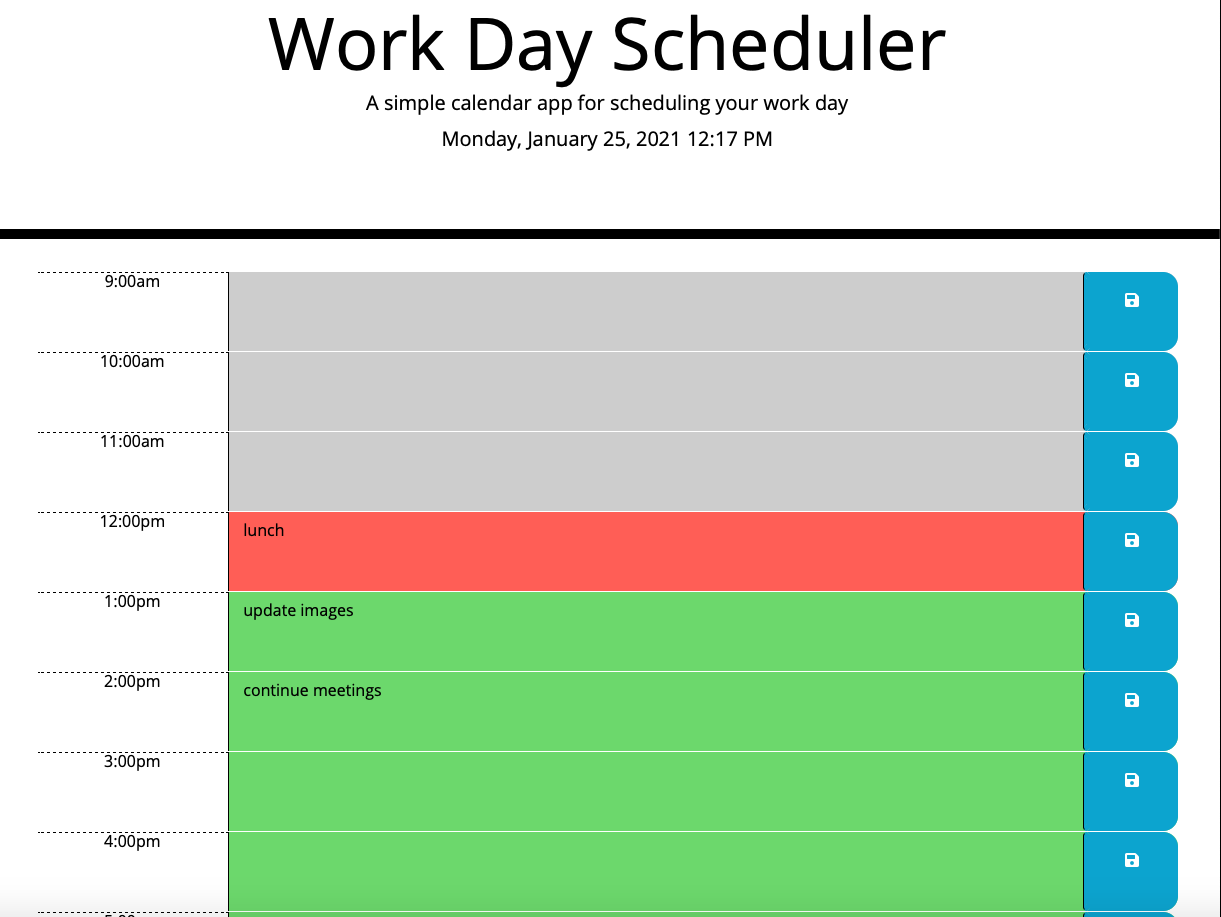 Work Day Scheduler
A simple calendar app for scheduling your work day
Monday, January 25, 2021 12:17 PM
9:00am
10:00am
11:00am
12:00pm
lunch
1:00pm
update images
2:00pm
continue meetings
3:00pm
4:00pm